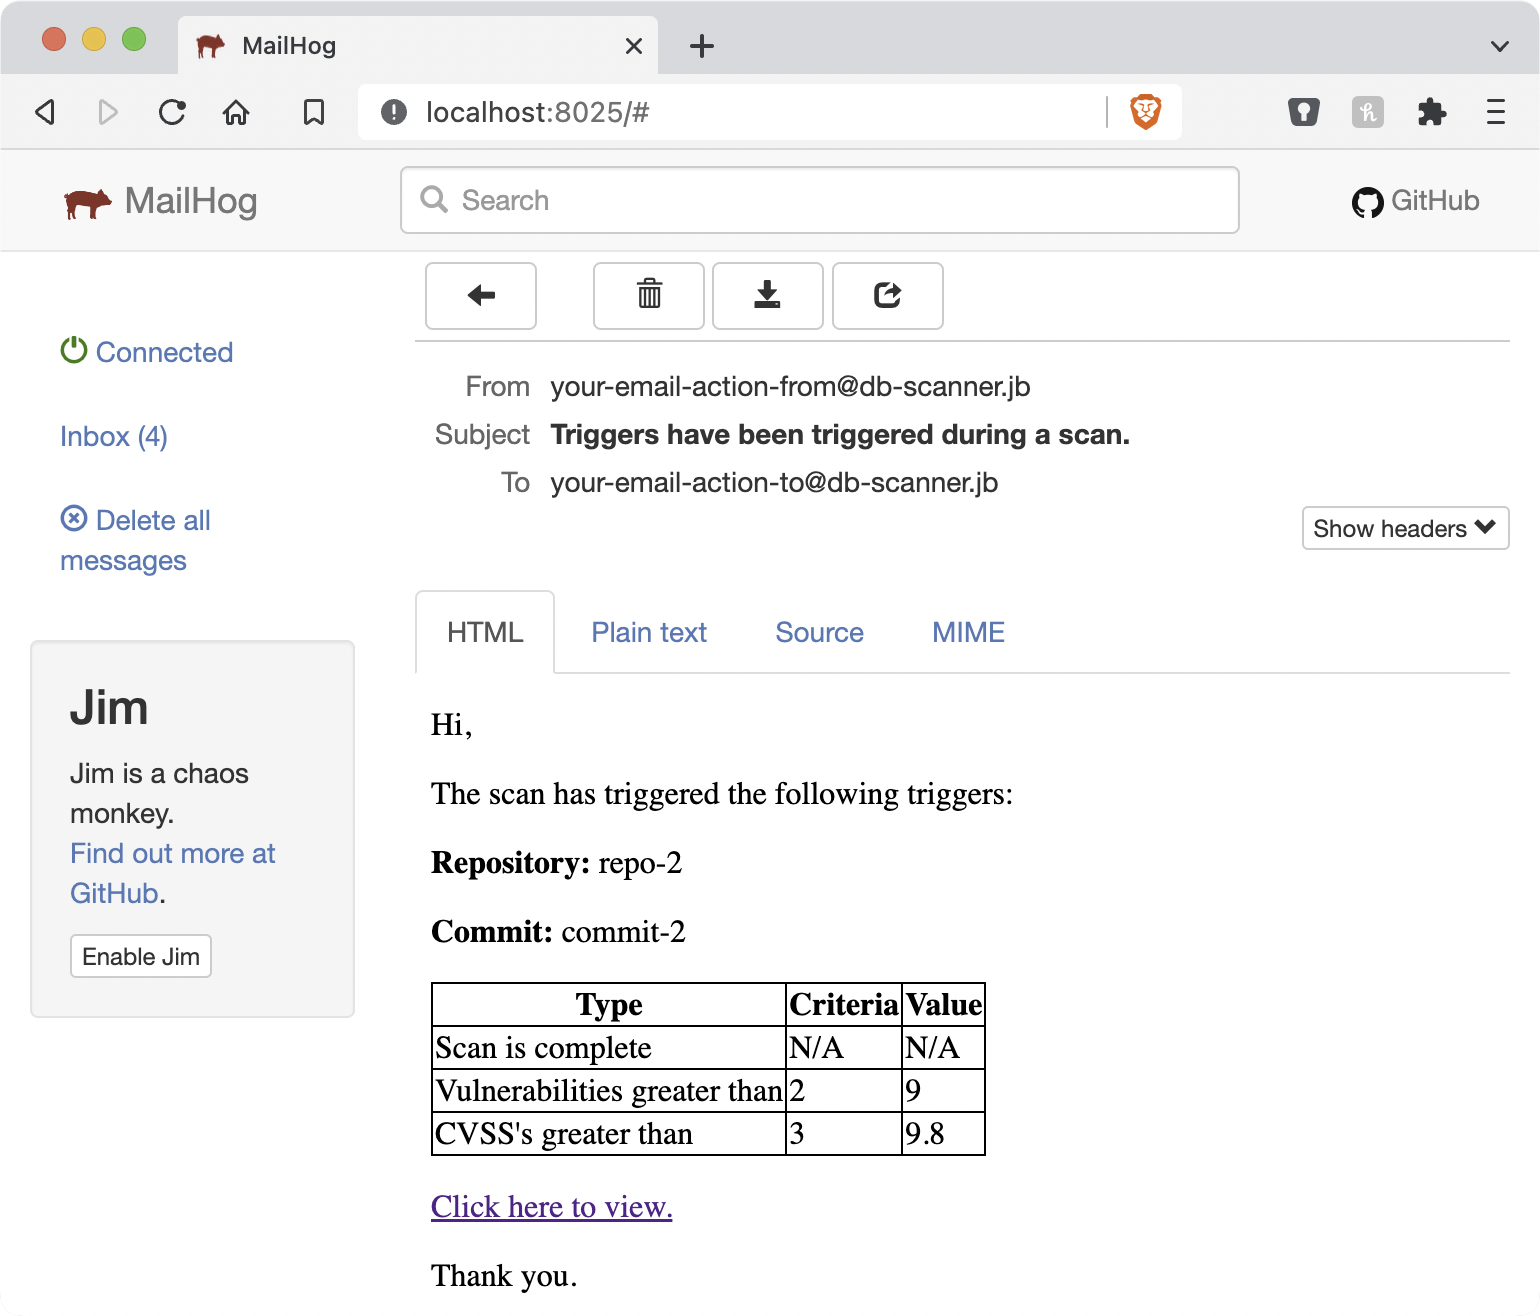 MailHog
localhost:8025/#
MailHog
Search
GitHub
Connected
Inbox (4)
Delete all
messages
Jim
Jim is a chaos
monkey.
Find out more at
GitHub.
Enable Jim
From your-email-action-from@db-scanner.jb
Subject Triggers have been triggered during a scan.
To your-email-action-to@db-scanner.jb
Show headers
HTML Plain text Source MIME
Hi,
The scan has triggered the following triggers:
Repository: repo-2
Commit: commit-2
Type Criteria Value
Scan is complete N/A N/A
Vulnerabilities greater than 2 9
CVSS's greater than 3 9.8
Click here to view.
Thank you.